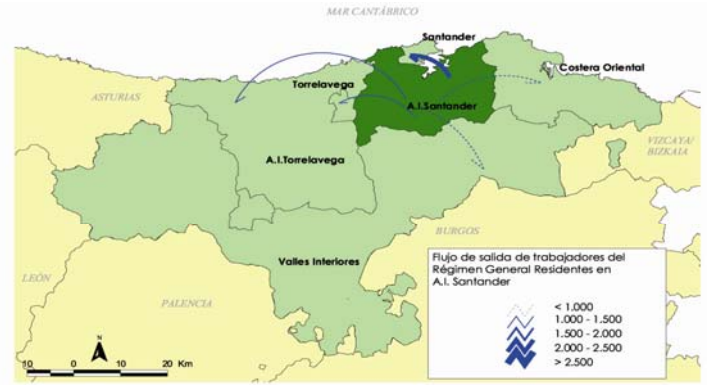 MAR CANTÁBRICO
Santander
Costera Oriental
Torrelavega
ASTURIAS
A.I.Santander
VIZCAYA/
BIZKAIA
A.I.Torrelavega
BURGOS
Valles Interiores
Flujo de salida de trabajadores del
Régimen General Residentes en
A.I. Santander
LEÓN
PALENCIA
< 1.000
1.000 - 1.500
1.500 - 2.000
2.000 - 2.500
> 2.500
N
10 0 10 20 Km